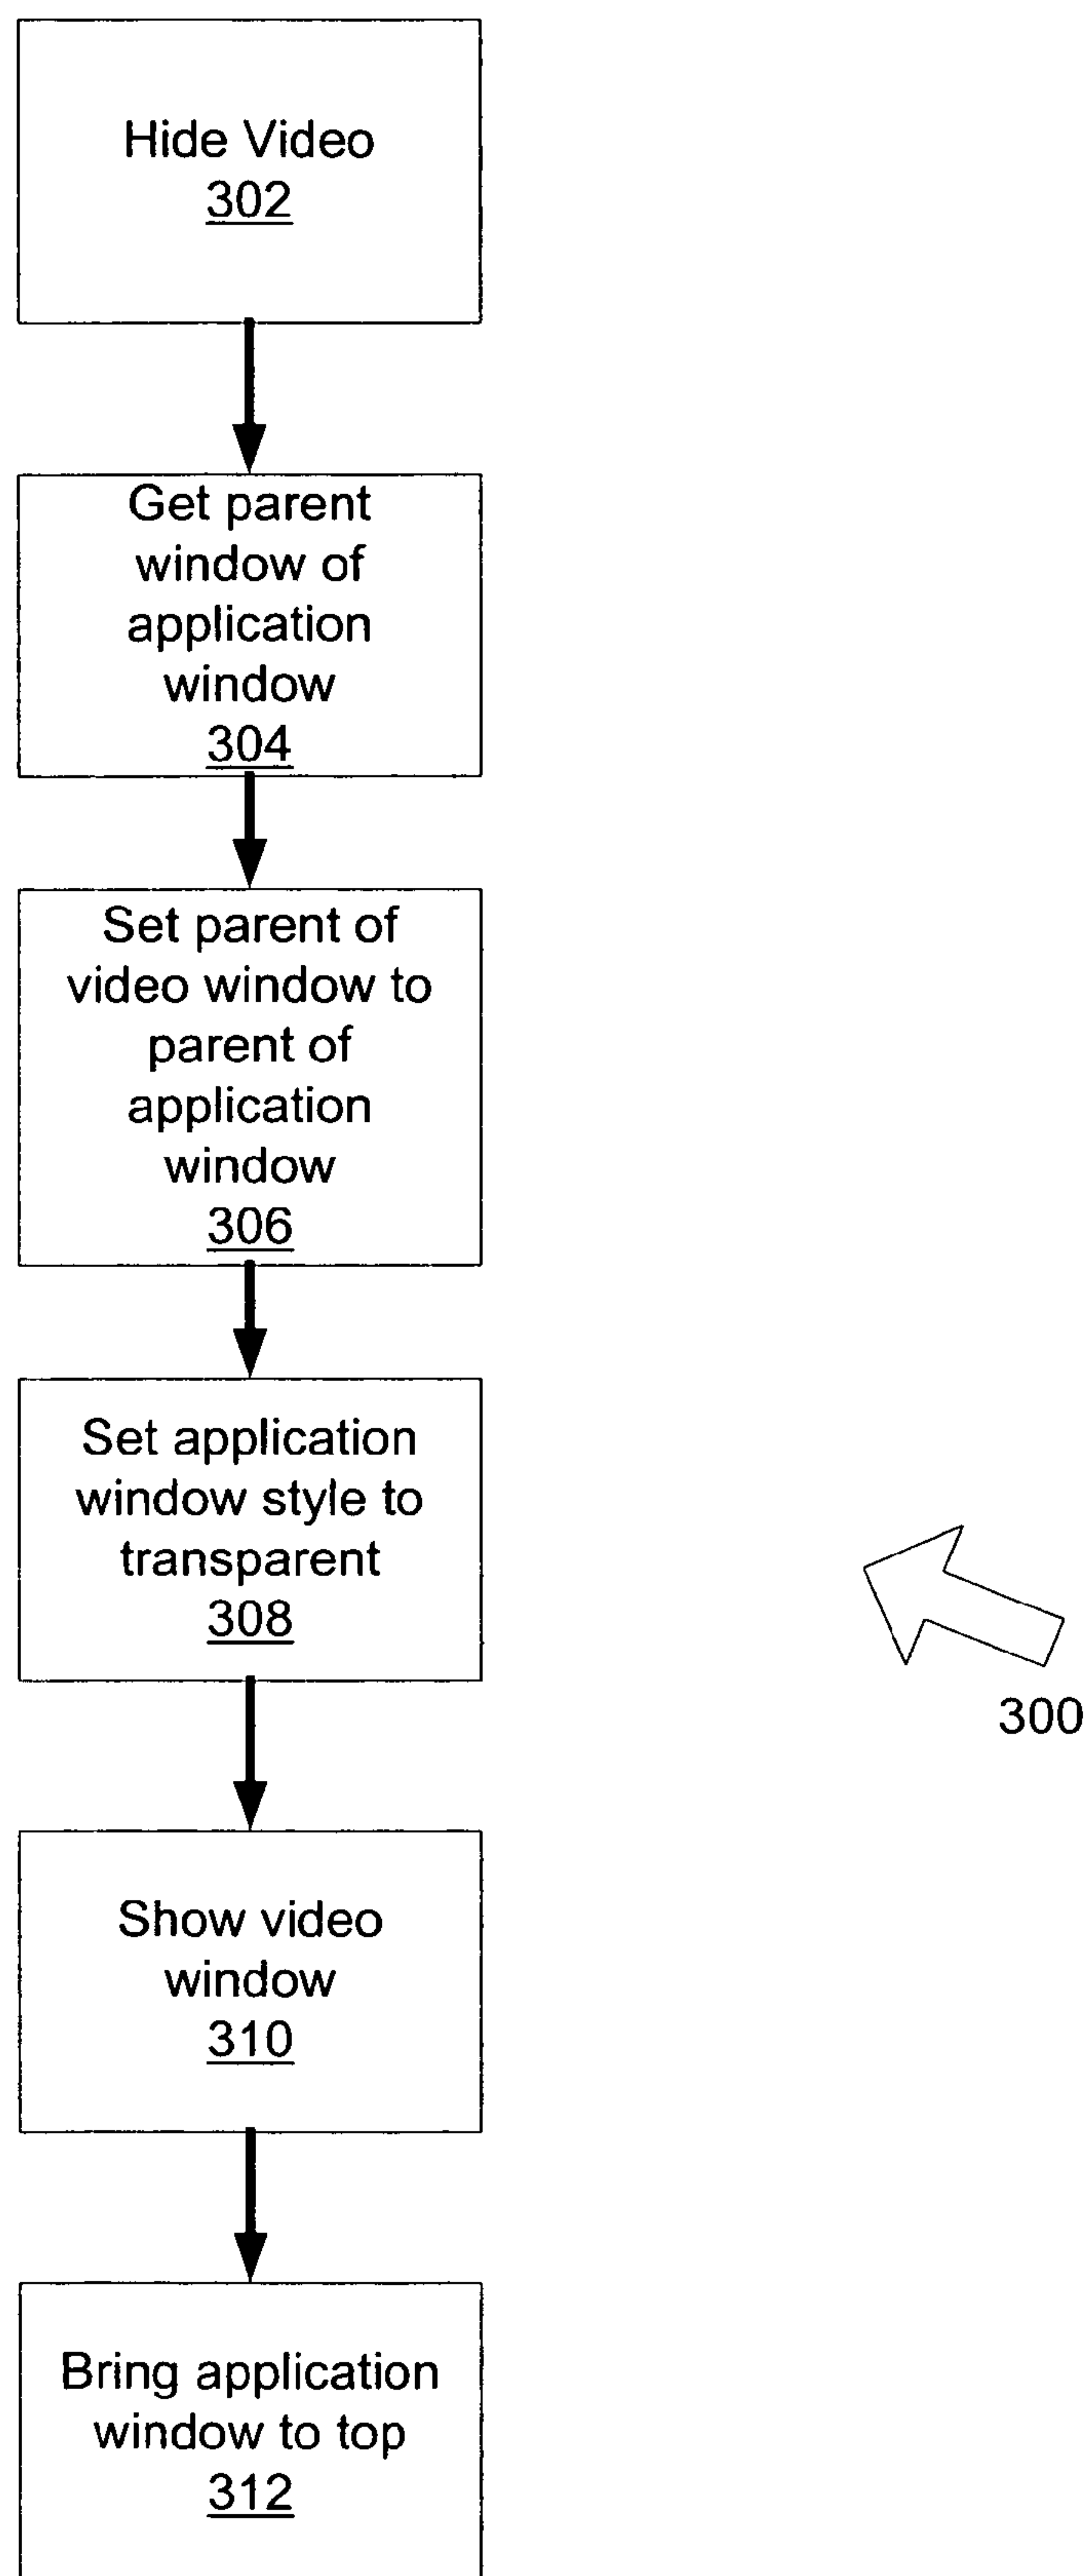 Hide Video
302
Get parent
window of
application
window
304
Set parent of
video window to
parent of
application
window
306
Set application
window style to
transparent
308
300
Show video
window
310
Bring application
window to top
312